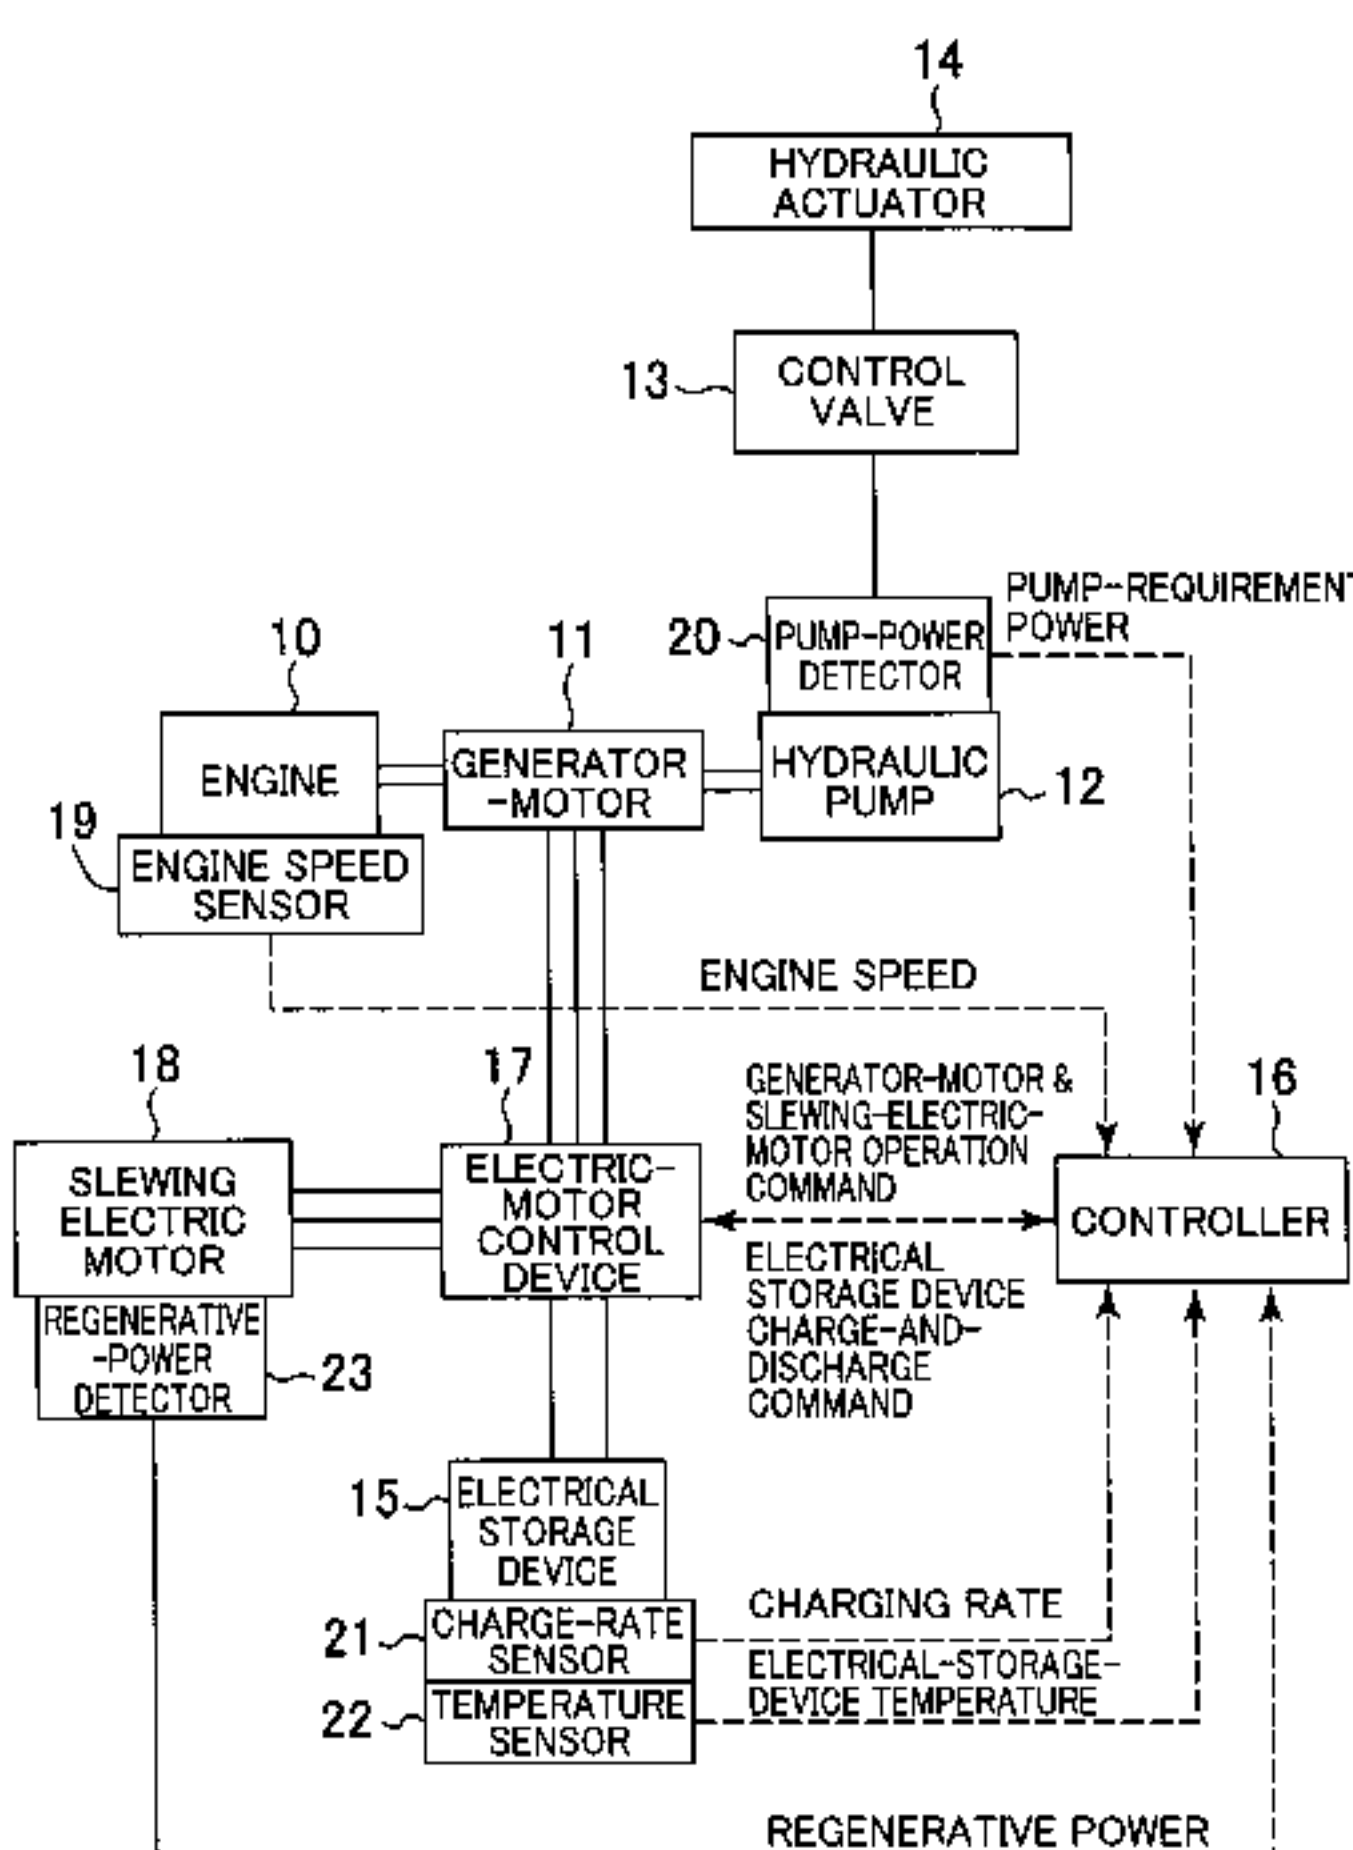 14
HYDRAULIC
ACTUATOR
13
CONTROL
VALVE
PUMP-REQUIREMENT
POWER
20
PUMP-POWER
DETECTOR
10
11
ENGINE
GENERATOR
-MOTOR
HYDRAULIC
PUMP
12
19
ENGINE SPEED
SENSOR
ENGINE SPEED
18
17
GENERATOR-MOTOR &
SLEWING-ELECTRIC-
MOTOR OPERATION
COMMAND
16
SLEWING
ELECTRIC
MOTOR
ELECTRIC-
MOTOR
CONTROL
DEVICE
CONTROLLER
ELECTRICAL
STORAGE DEVICE
CHARGE-AND-
DISCHARGE
COMMAND
REGENERATIVE
-POWER
DETECTOR
23
15
ELECTRICAL
STORAGE
DEVICE
21
CHARGE-RATE
SENSOR
CHARGING RATE
22
TEMPERATURE
SENSOR
ELECTRICAL-STORAGE-
DEVICE TEMPERATURE
REGENERATIVE POWER